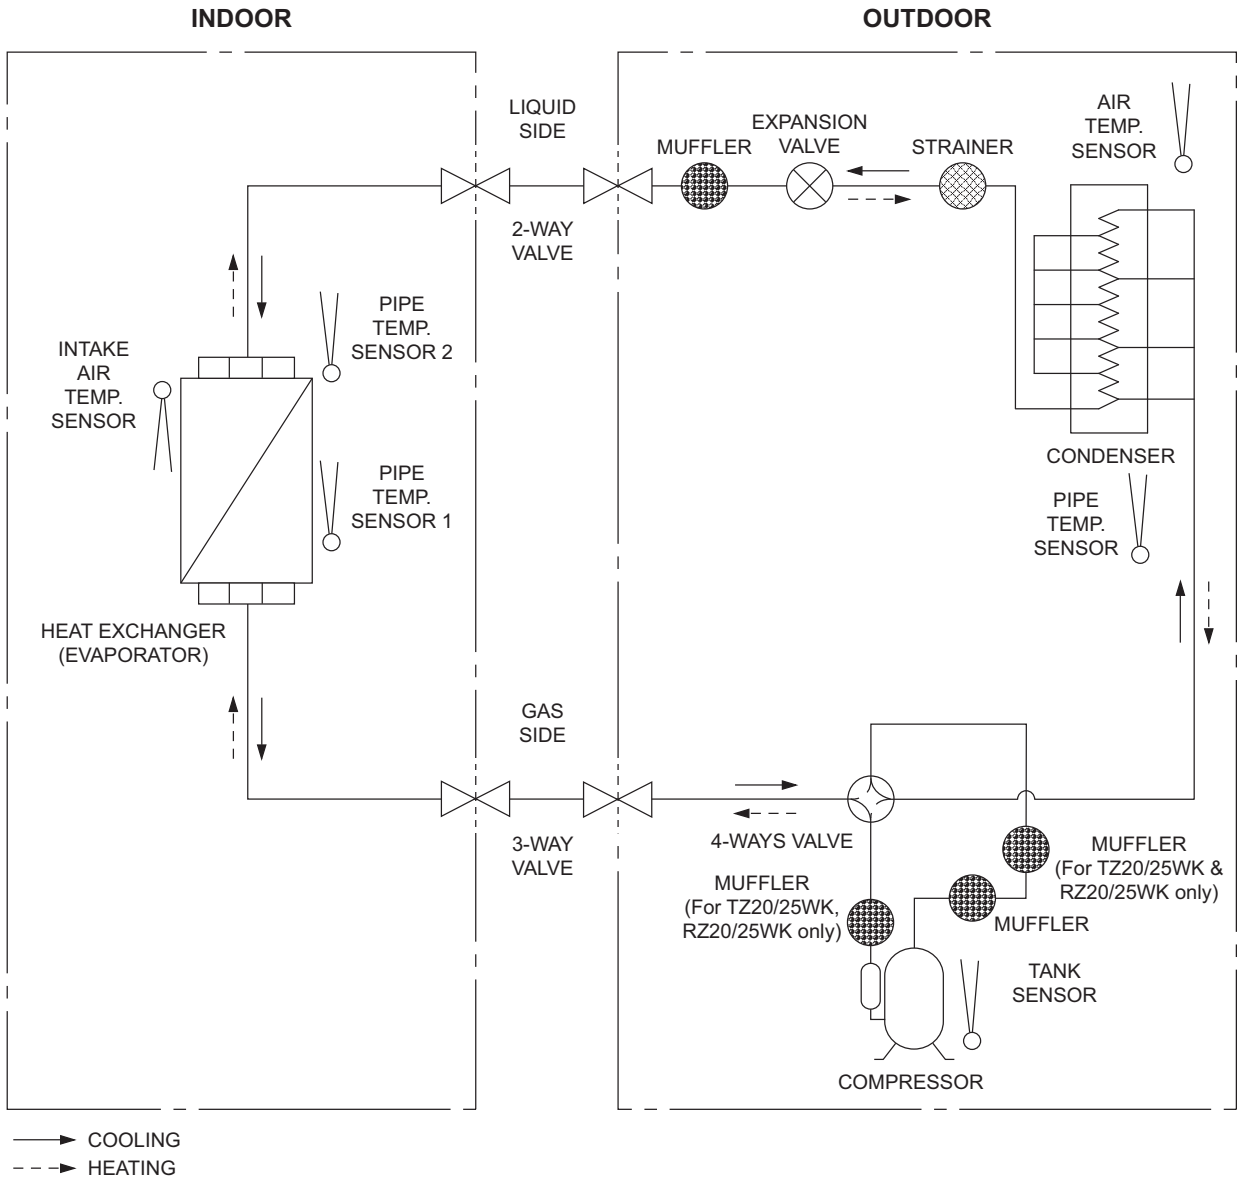 INDOOR
OUTDOOR
LIQUID
SIDE
MUFFLER
EXPANSION
VALVE
STRAINER
AIR
TEMP.
SENSOR
2-WAY
VALVE
INTAKE
AIR
TEMP.
SENSOR
PIPE
TEMP.
SENSOR 2
PIPE
TEMP.
SENSOR 1
CONDENSER
PIPE
TEMP.
SENSOR
HEAT EXCHANGER
(EVAPORATOR)
GAS
SIDE
3-WAY
VALVE
4-WAYS VALVE
MUFFLER
(For TZ20/25WK &
RZ20/25WK only)
MUFFLER
(For TZ20/25WK,
RZ20/25WK only)
MUFFLER
TANK
SENSOR
COMPRESSOR
COOLING
HEATING